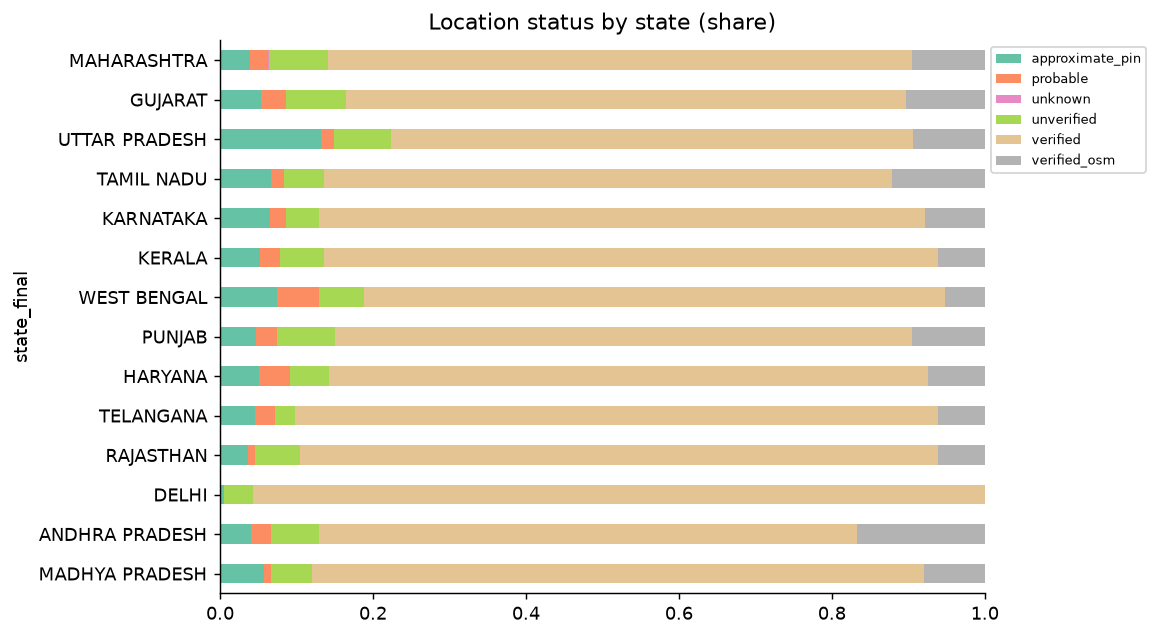 Location status by state (share)
MAHARASHTRA
GUJARAT
UTTAR PRADESH
TAMIL NADU
KARNATAKA
KERALA
WEST BENGAL
PUNJAB
HARYANA
TELANGANA
RAJASTHAN
DELHI
ANDHRA PRADESH
MADHYA PRADESH
state_final
0.0 0.2 0.4 0.6 0.8 1.0
approximate_pin
probable
unknown
unverified
verified
verified_osm